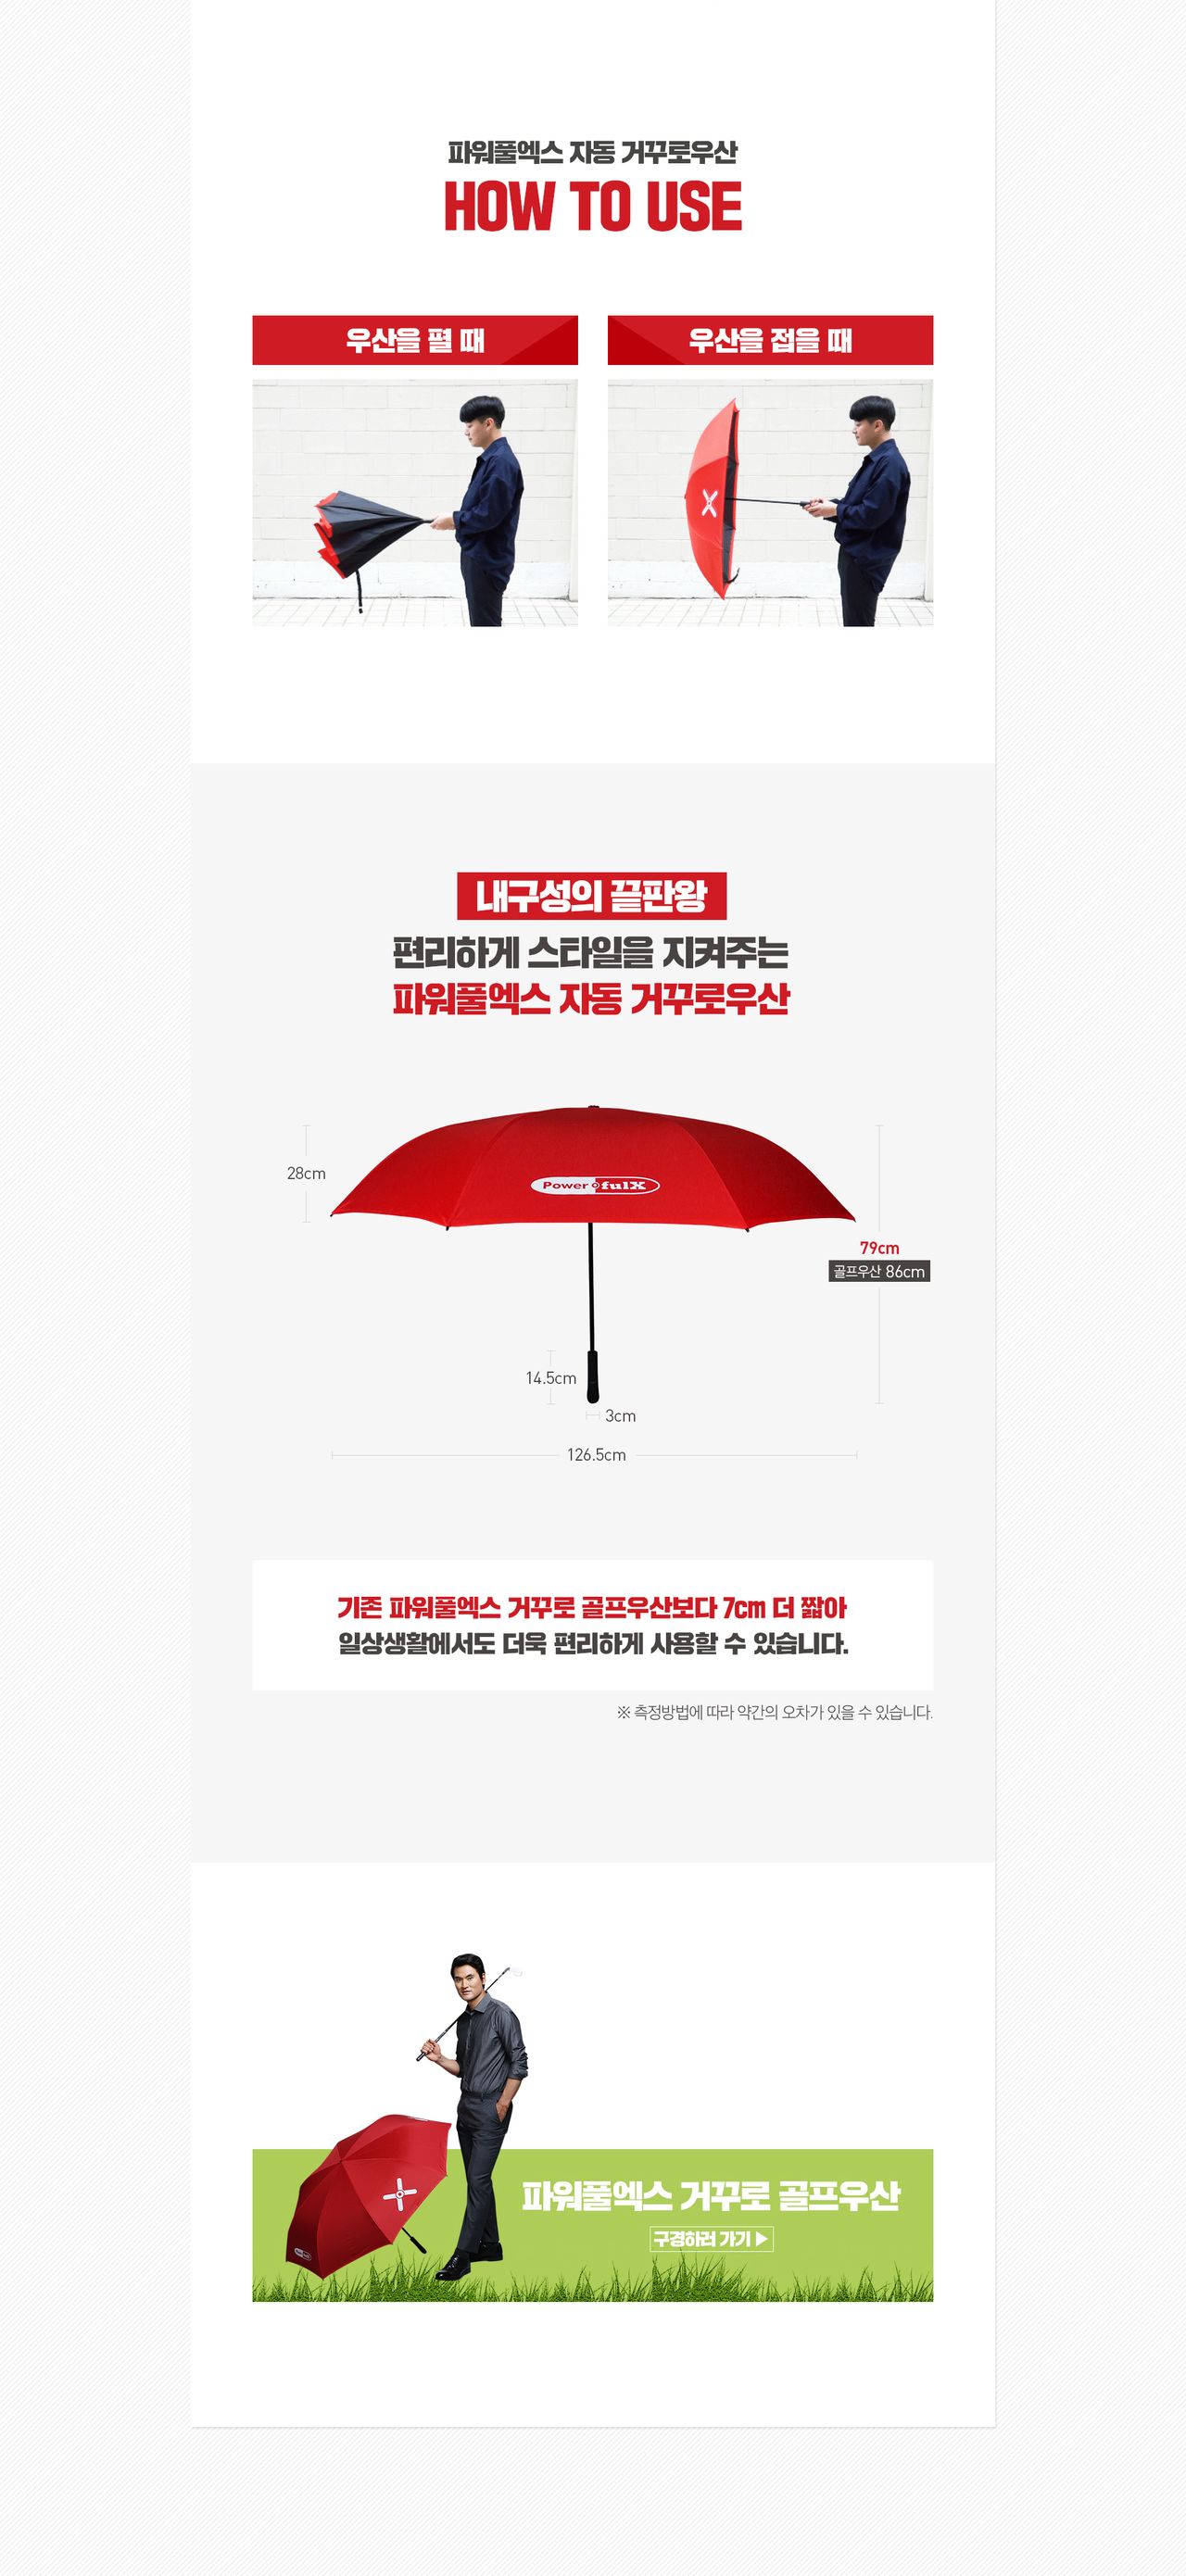 파워풀엑스 자동 거꾸로우산
HOW TO USE
우산을 펼 때
우산을 접을 때
내구성의 끝판왕
편리하게 스타일을 지켜주는
파워풀엑스 자동 거꾸로우산
28cm
Power fulX
79cm
골프우산 86cm
14.5cm
3cm
126.5cm
기존 파워풀엑스 거꾸로 골프우산보다 7cm 더 짧아
일상생활에서도 더욱 편리하게 사용할 수 있습니다.
※ 측정방법에 따라 약간의 오차가 있을 수 있습니다.
파워풀엑스 거꾸로 골프우산
구경하러 가기 ▶